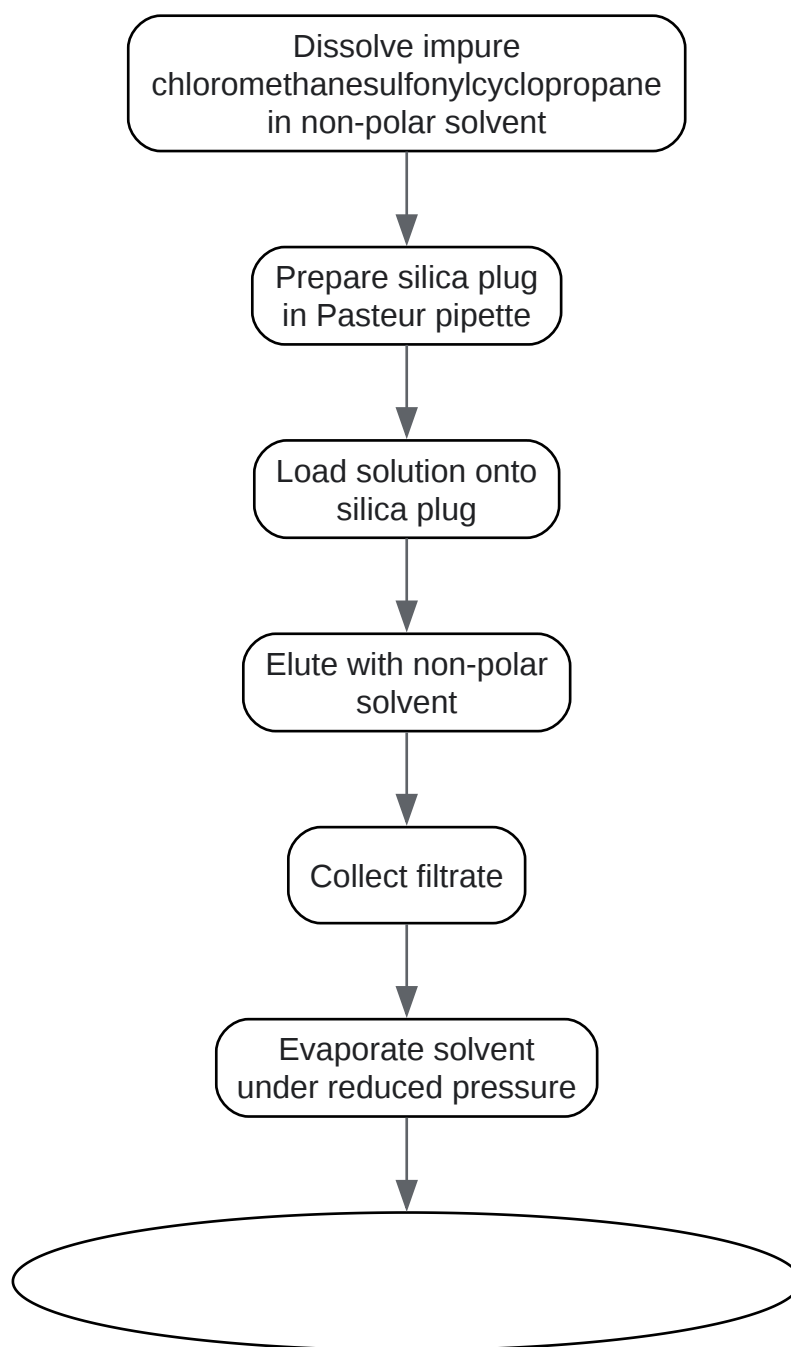 Dissolve impure
chloromethanesulfonylcyclopropane
in non-polar solvent
Prepare silica plug
in Pasteur pipette
Load solution onto
silica plug
Elute with non-polar
solvent
Collect filtrate
Evaporate solvent
under reduced pressure